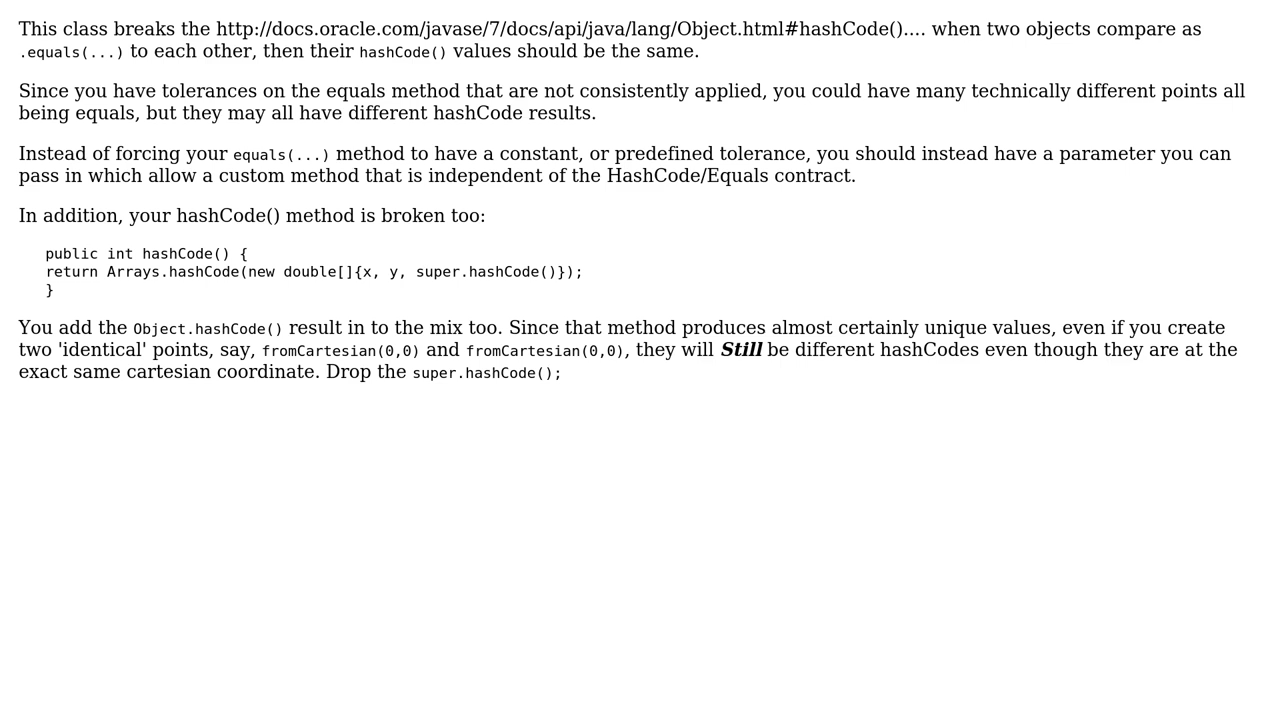 This class breaks the http://docs.oracle.com/javase/7/docs/api/java/lang/Object.html#hashCode().... when two objects compare as
.equals(...) to each other, then their hashCode() values should be the same.
Since you have tolerances on the equals method that are not consistently applied, you could have many technically different points all
being equals, but they may all have different hashCode results.
Instead of forcing your equals(...) method to have a constant, or predefined tolerance, you should instead have a parameter you can
pass in which allow a custom method that is independent of the HashCode/Equals contract.
In addition, your hashCode() method is broken too:
public int hashCode() {
return Arrays.hashCode(new double[]{x, y, super.hashCode()});
}
You add the Object.hashCode() result in to the mix too. Since that method produces almost certainly unique values, even if you create
two 'identical' points, say, fromCartesian(0,0) and fromCartesian(0,0), they will Still be different hashCodes even though they are at the
exact same cartesian coordinate. Drop the super.hashCode();